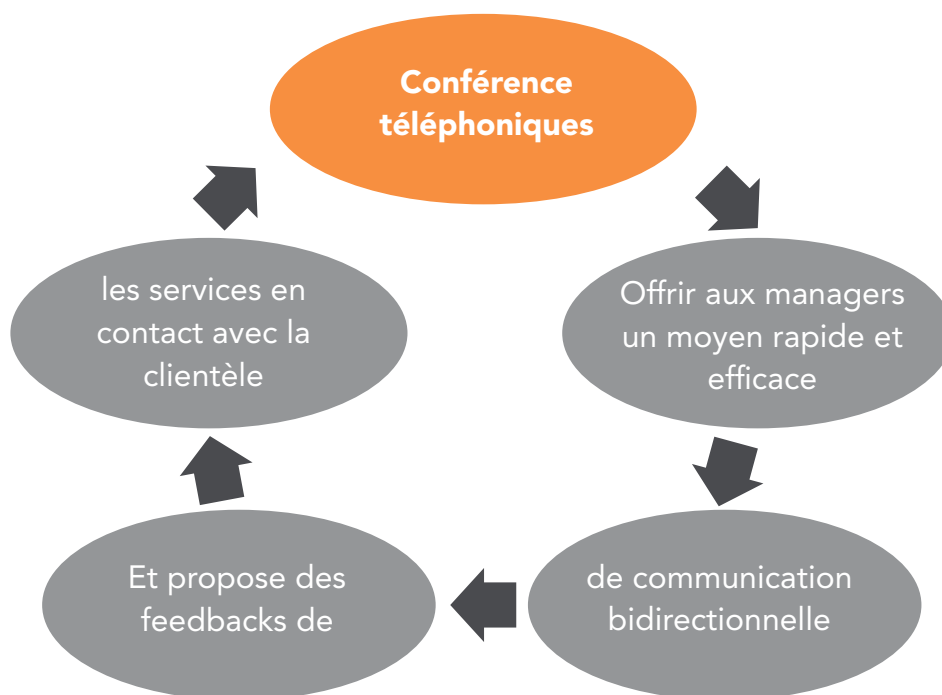 Conférence
téléphoniques
Offrir aux managers
un moyen rapide et
efficace
de communication
bidirectionnelle
Et propose des
feedbacks de
les services en
contact avec la
clientèle